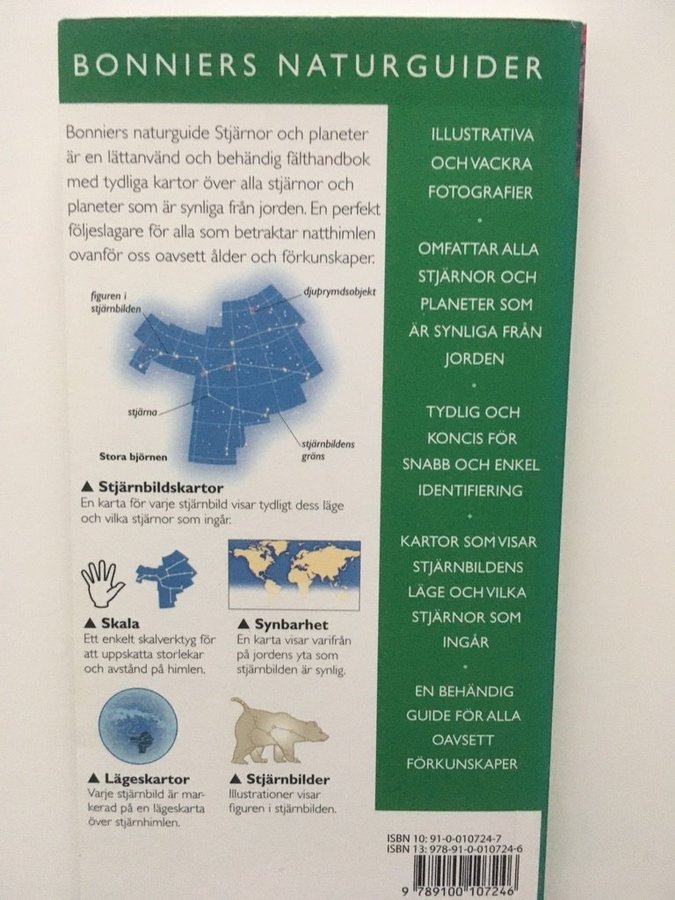 BONNIERS NATURGUIDER
Bonniers naturguide Stjärnor och planeter
är en lättanvänd och behändig fälthandbok
med tydliga kartor över alla stjärnor och
planeter som är synliga från jorden. En perfekt
följeslagare för alla som betraktar natthimlen
ovanför oss oavsett ålder och förkunskaper.
figuren i
stjärnbilden
djuprymdsobjekt
stjärna
stjärnbildens
gräns
Stora björnen
▲ Stjärnbildskartor
En karta för varje stjärnbild visar tydligt dess läge
och vilka stjärnor som ingår.
▲ Skala
Ett enkelt skalverktyg för
att uppskatta storlekar
och avstånd på himlen.
▲ Synbarhet
En karta visar varifrån
på jordens yta som
stjärnbilden är synlig.
▲ Lägeskartor
Varje stjärnbild är mar-
kerad på en lägeskarta
över stjärnhimlen.
▲ Stjärnbilder
Illustrationer visar
figuren i stjärnbilden.
ILLUSTRATIVA
OCH VACKRA
FOTOGRAFIER
•
OMFATTAR ALLA
STJÄRNOR OCH
PLANETER SOM
ÄR SYNLIGA FRÅN
JORDEN
•
TYDLIG OCH
KONCIS FÖR
SNABB OCH ENKEL
IDENTIFIERING
•
KARTOR SOM VISAR
STJÄRNBILDENS
LÄGE OCH VILKA
STJÄRNOR SOM
INGÅR
•
EN BEHÄNDIG
GUIDE FÖR ALLA
OAVSETT
FÖRKUNSKAPER
ISBN 10: 91-0-010724-7
ISBN 13: 978-91-0-010724-6
9 789100 107246